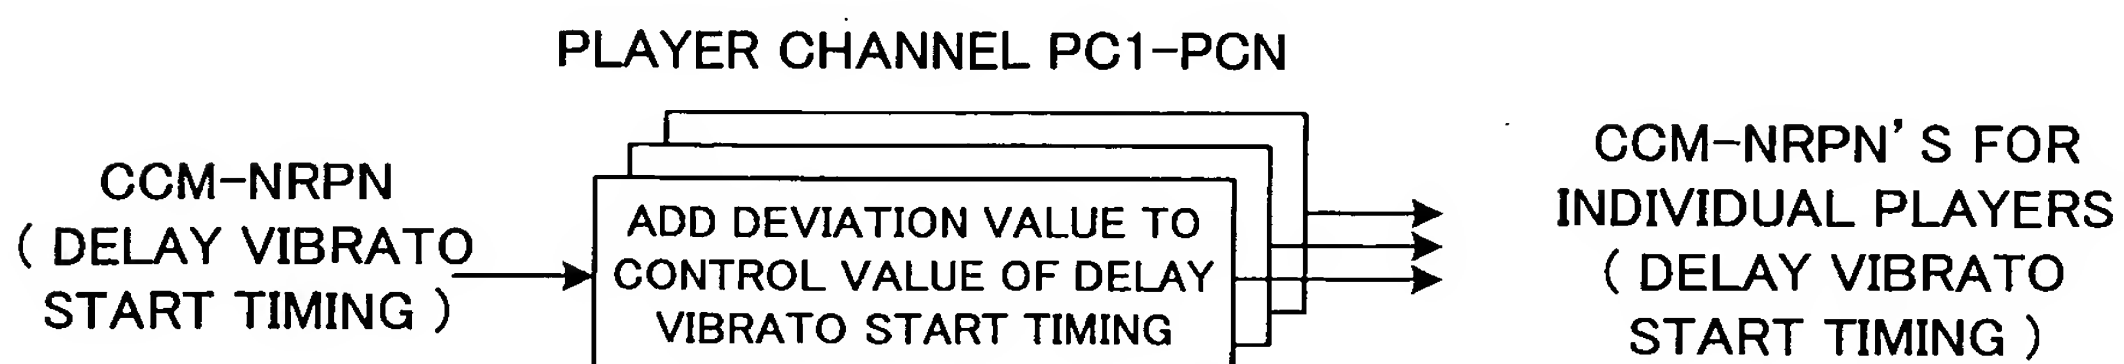 PLAYER CHANNEL PC1-PCN
CCM-NRPN
( DELAY VIBRATO
START TIMING )
ADD DEVIATION VALUE TO
CONTROL VALUE OF DELAY
VIBRATO START TIMING
CCM-NRPN'S FOR
INDIVIDUAL PLAYERS
( DELAY VIBRATO
START TIMING )